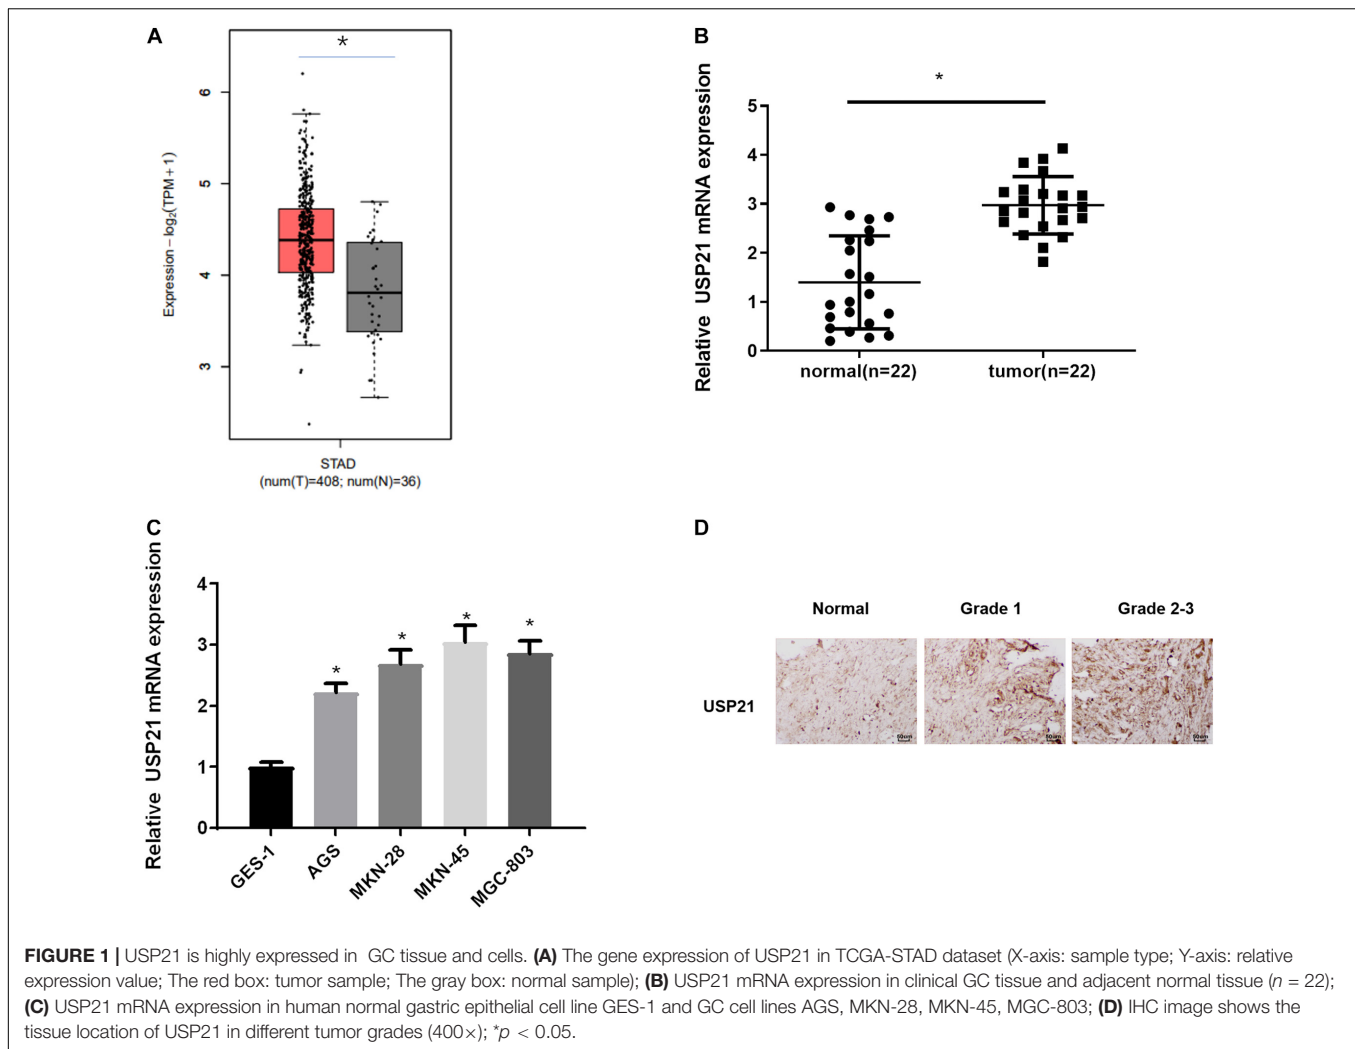 A
*
Expression – log₂(TPM + 1)
6
5
4
3
STAD
(num(T)=408; num(N)=36)
B
*
Relative USP21 mRNA expression
5
4
3
2
1
0
normal(n=22)
tumor(n=22)
C
Relative USP21 mRNA expression
4
3
2
1
0
*
*
*
*
GES-1
AGS
MKN-28
MKN-45
MGC-803
D
Normal
Grade 1
Grade 2-3
USP21
50um
50um
50um
FIGURE 1 | USP21 is highly expressed in GC tissue and cells. (A) The gene expression of USP21 in TCGA-STAD dataset (X-axis: sample type; Y-axis: relative
expression value; The red box: tumor sample; The gray box: normal sample); (B) USP21 mRNA expression in clinical GC tissue and adjacent normal tissue (n = 22);
(C) USP21 mRNA expression in human normal gastric epithelial cell line GES-1 and GC cell lines AGS, MKN-28, MKN-45, MGC-803; (D) IHC image shows the
tissue location of USP21 in different tumor grades (400×); *p < 0.05.